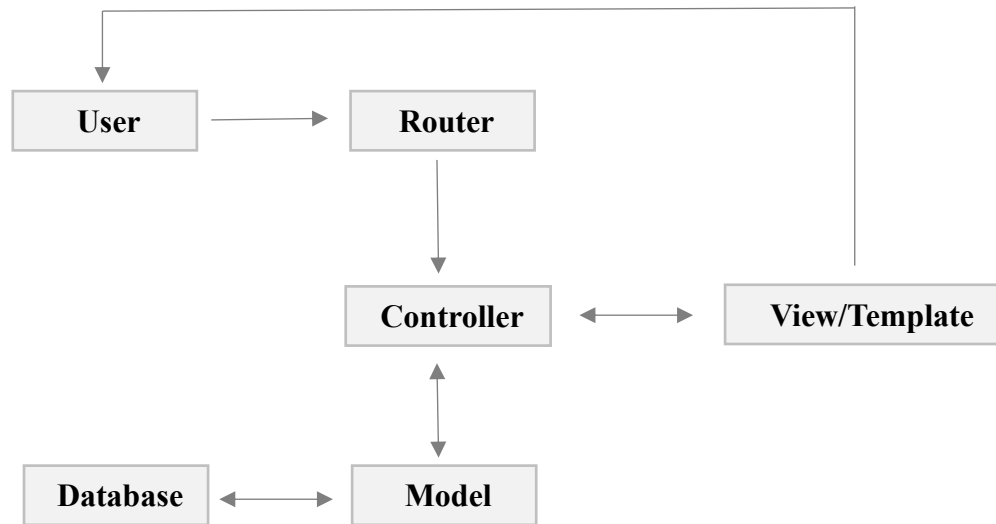 User
Router
Controller
View/Template
Database
Model